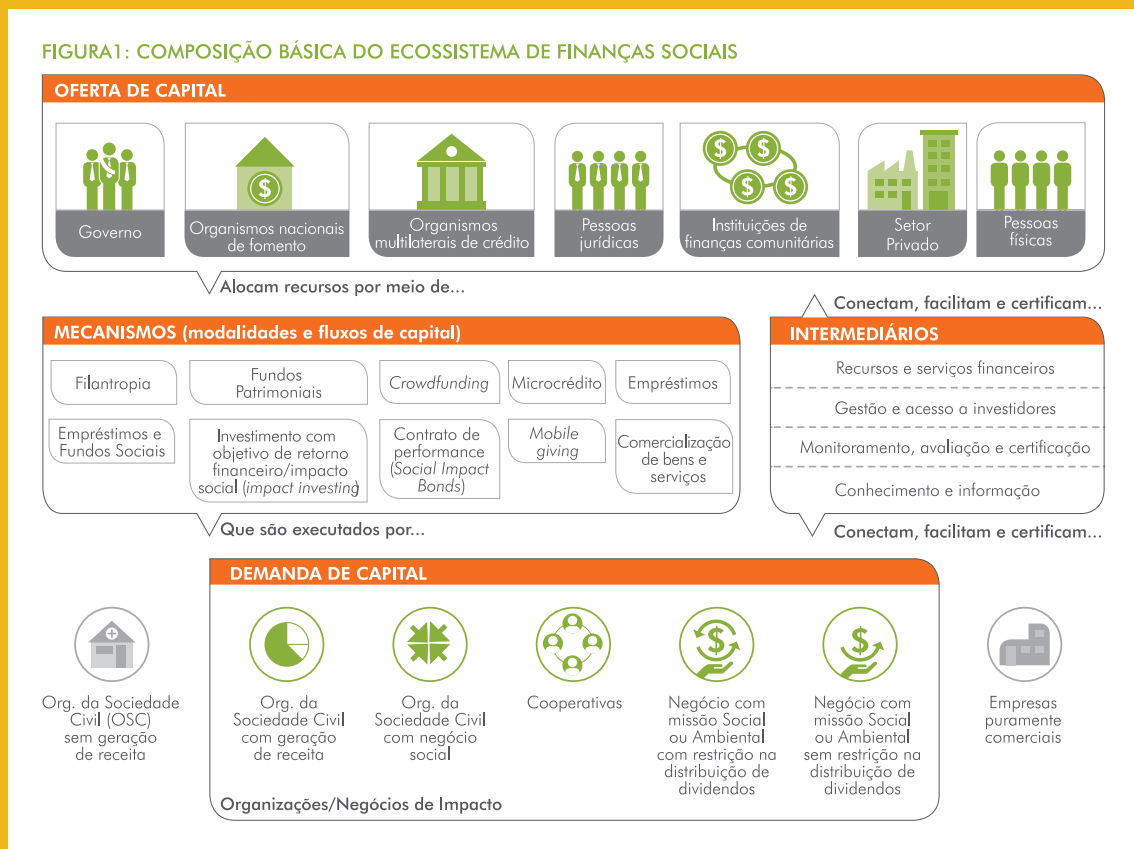 FIGURA1: COMPOSIÇÃO BÁSICA DO ECOSSISTEMA DE FINANÇAS SOCIAIS
OFERTA DE CAPITAL
Governo
Organismos nacionais
de fomento
Organismos
multilaterais de crédito
Pessoas
jurídicas
Instituições de
finanças comunitárias
Setor
Privado
Pessoas
físicas
Alocam recursos por meio de...
Conectam, facilitam e certificam...
MECANISMOS (modalidades e fluxos de capital)
Filantropia
Fundos
Patrimoniais
Crowdfunding
Microcrédito
Empréstimos
Empréstimos e
Fundos Sociais
Investimento com
objetivo de retorno
financeiro/impacto
social (impact investing)
Contrato de
performance
(Social Impact
Bonds)
Mobile
giving
Comercialização
de bens e
serviços
INTERMEDIÁRIOS
Recursos e serviços financeiros
Gestão e acesso a investidores
Monitoramento, avaliação e certificação
Conhecimento e informação
Que são executados por...
Conectam, facilitam e certificam...
DEMANDA DE CAPITAL
Org. da Sociedade
Civil (OSC)
sem geração
de receita
Org. da
Sociedade Civil
com geração
de receita
Org. da
Sociedade Civil
com negócio
social
Cooperativas
Negócio com
missão Social
ou Ambiental
com restrição na
distribuição de
dividendos
Negócio com
missão Social
ou Ambiental
sem restrição na
distribuição de
dividendos
Empresas
puramente
comerciais
Organizações/Negócios de Impacto